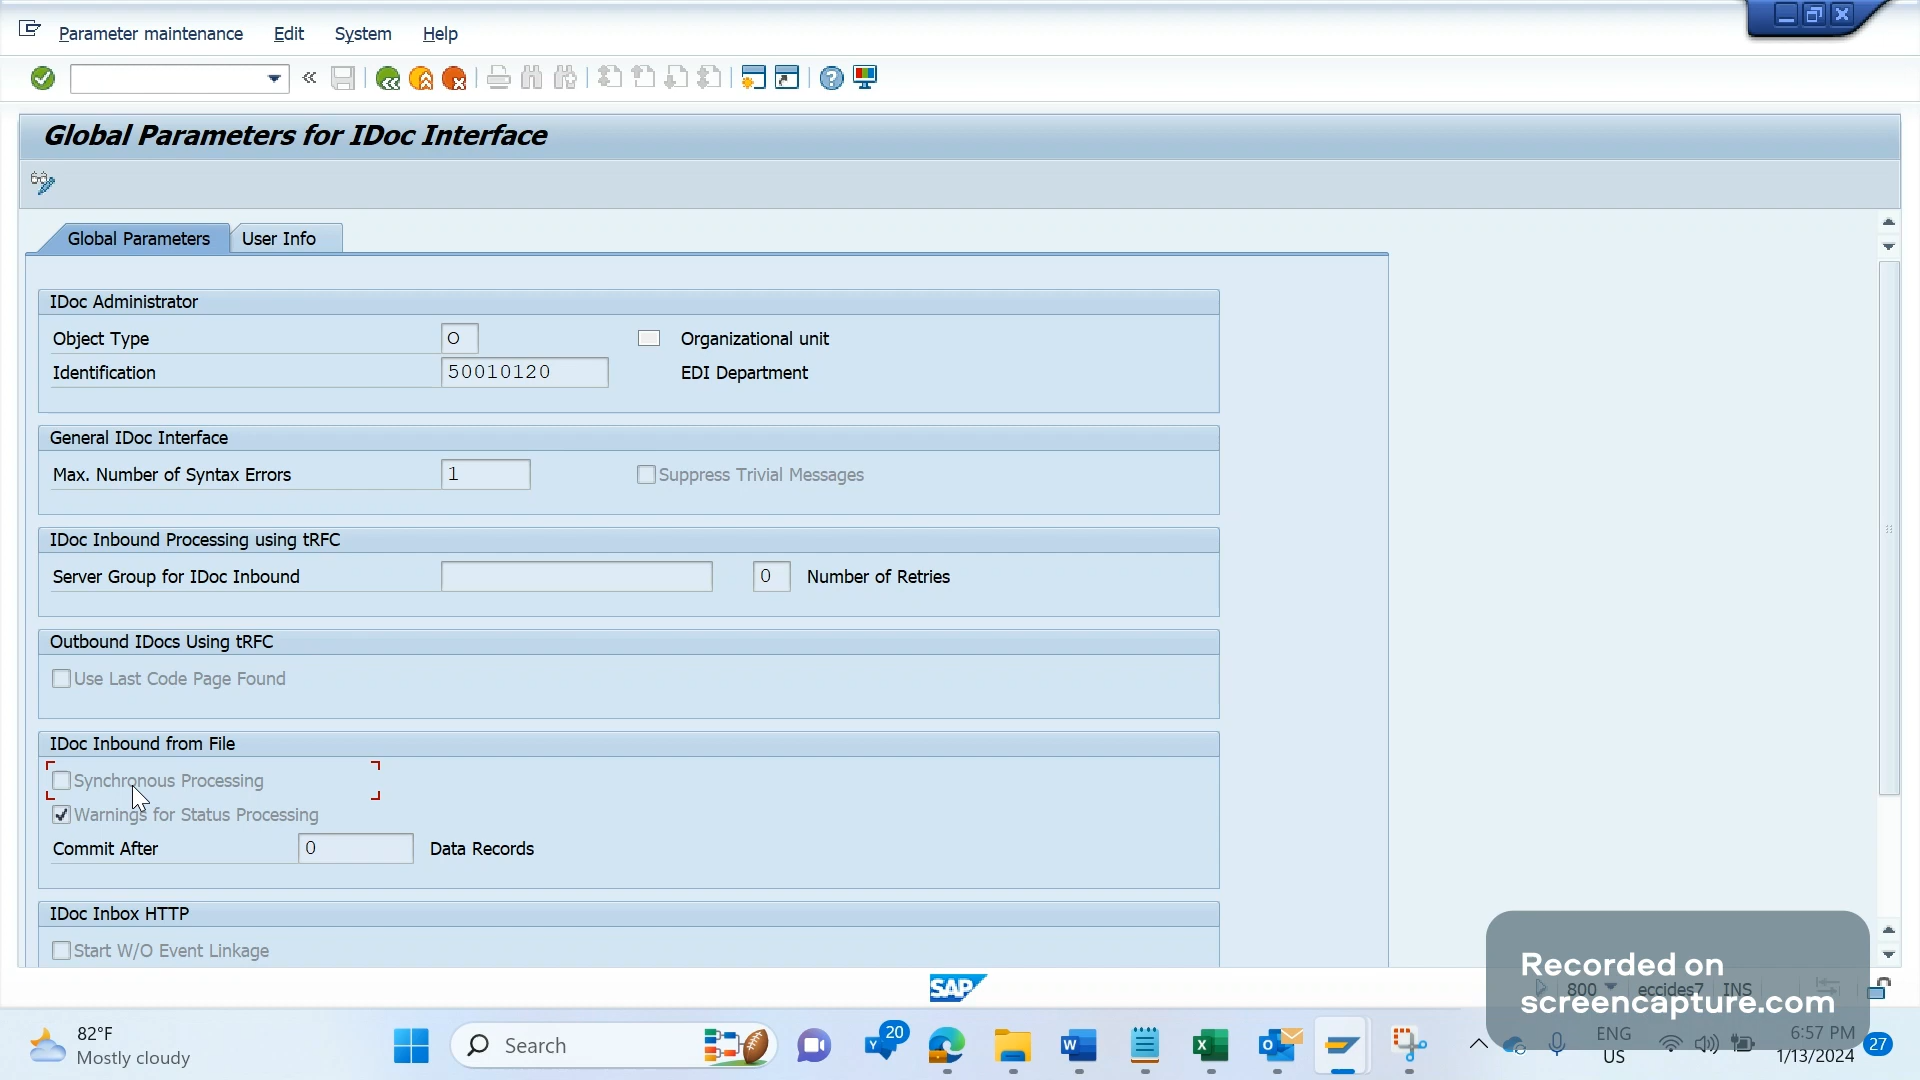 Parameter maintenance Edit System Help
Global Parameters for IDoc Interface
Global Parameters User Info
IDoc Administrator
Object Type O Organizational unit
Identification 50010120 EDI Department
General IDoc Interface
Max. Number of Syntax Errors 1 Suppress Trivial Messages
IDoc Inbound Processing using tRFC
Server Group for IDoc Inbound 0 Number of Retries
Outbound IDocs Using tRFC
Use Last Code Page Found
IDoc Inbound from File
Synchronous Processing
Warnings for Status Processing
Commit After 0 Data Records
IDoc Inbox HTTP
Start W/O Event Linkage
SAP
800 eccides7 INS
Recorded on
screencapture.com
82°F
Mostly cloudy
Search
20
ENG
US
6:57 PM
1/13/2024
27